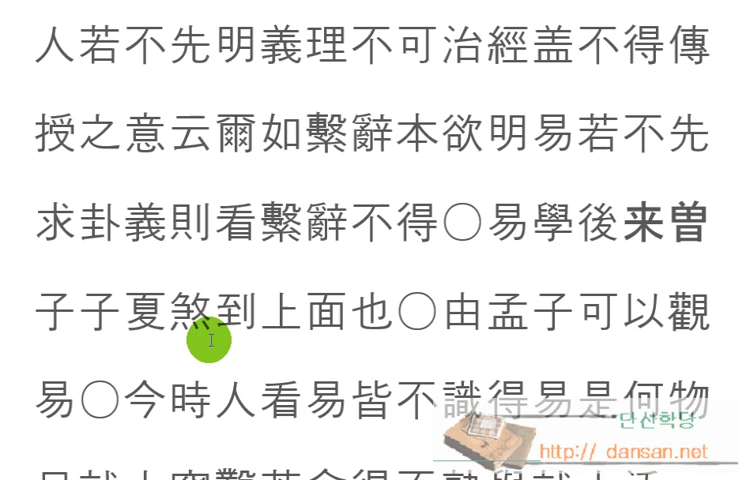 人若不先明義理不可治經盖不得傳
授之意云爾如繫辭本欲明易若不先
求卦義則看繫辭不得〇易學後来曽
子子夏煞到上面也〇由孟子可以觀
易〇今時人看易皆不識得易是何物
단산학당
http:// dansan.net